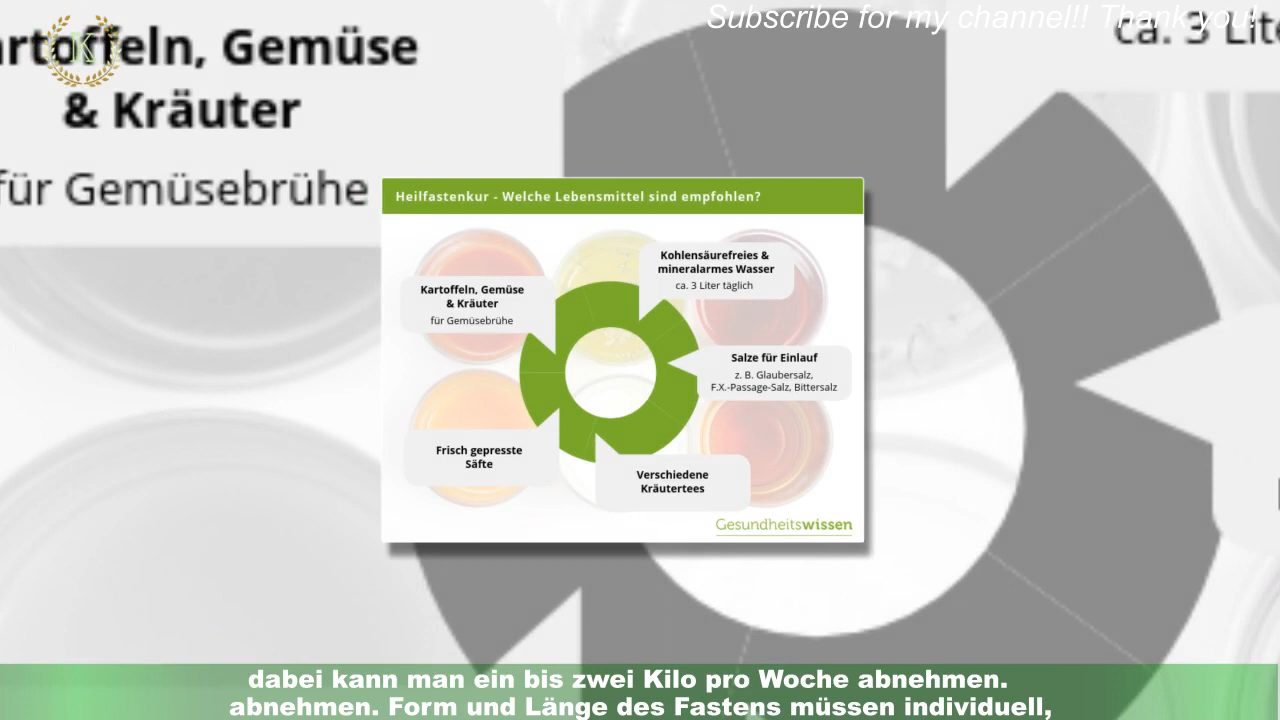 Subscribe for my channel!! Thank you!
artoffeln, Gemüse
& Kräuter
für Gemüsebrühe
K
ca. 3 Lite
Heilfastenkur - Welche Lebensmittel sind empfohlen?
Kohlensäurefreies &
mineralarmes Wasser
ca. 3 Liter täglich
Kartoffeln, Gemüse
& Kräuter
für Gemüsebrühe
Salze für Einlauf
z. B. Glaubersalz,
F.X.-Passage-Salz, Bittersalz
Frisch gepresste
Säfte
Verschiedene
Kräutertees
Gesundheitswissen
dabei kann man ein bis zwei Kilo pro Woche abnehmen.
abnehmen. Form und Länge des Fastens müssen individuell,